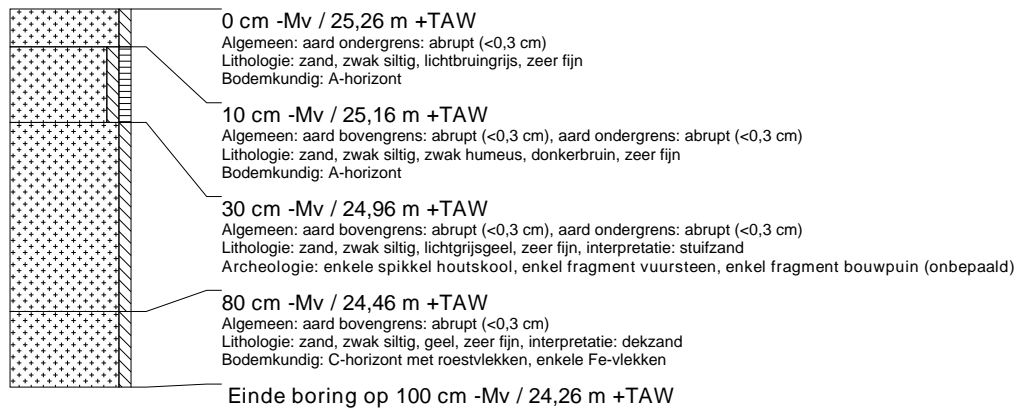 0 cm -Mv / 25,26 m +TAW
Algemeen: aard ondergrens: abrupt (<0,3 cm)
Lithologie: zand, zwak siltig, lichtbruingrijs, zeer fijn
Bodemkundig: A-horizont
10 cm -Mv / 25,16 m +TAW
Algemeen: aard bovengrens: abrupt (<0,3 cm), aard ondergrens: abrupt (<0,3 cm)
Lithologie: zand, zwak siltig, zwak humeus, donkerbruin, zeer fijn
Bodemkundig: A-horizont
30 cm -Mv / 24,96 m +TAW
Algemeen: aard bovengrens: abrupt (<0,3 cm), aard ondergrens: abrupt (<0,3 cm)
Lithologie: zand, zwak siltig, lichtgrijsgeel, zeer fijn, interpretatie: stuifzand
Archeologie: enkele spikkel houtskool, enkel fragment vuursteen, enkel fragment bouwpuin (onbepaald)
80 cm -Mv / 24,46 m +TAW
Algemeen: aard bovengrens: abrupt (<0,3 cm)
Lithologie: zand, zwak siltig, geel, zeer fijn, interpretatie: dekzand
Bodemkundig: C-horizont met roestvlekken, enkele Fe-vlekken
Einde boring op 100 cm -Mv / 24,26 m +TAW